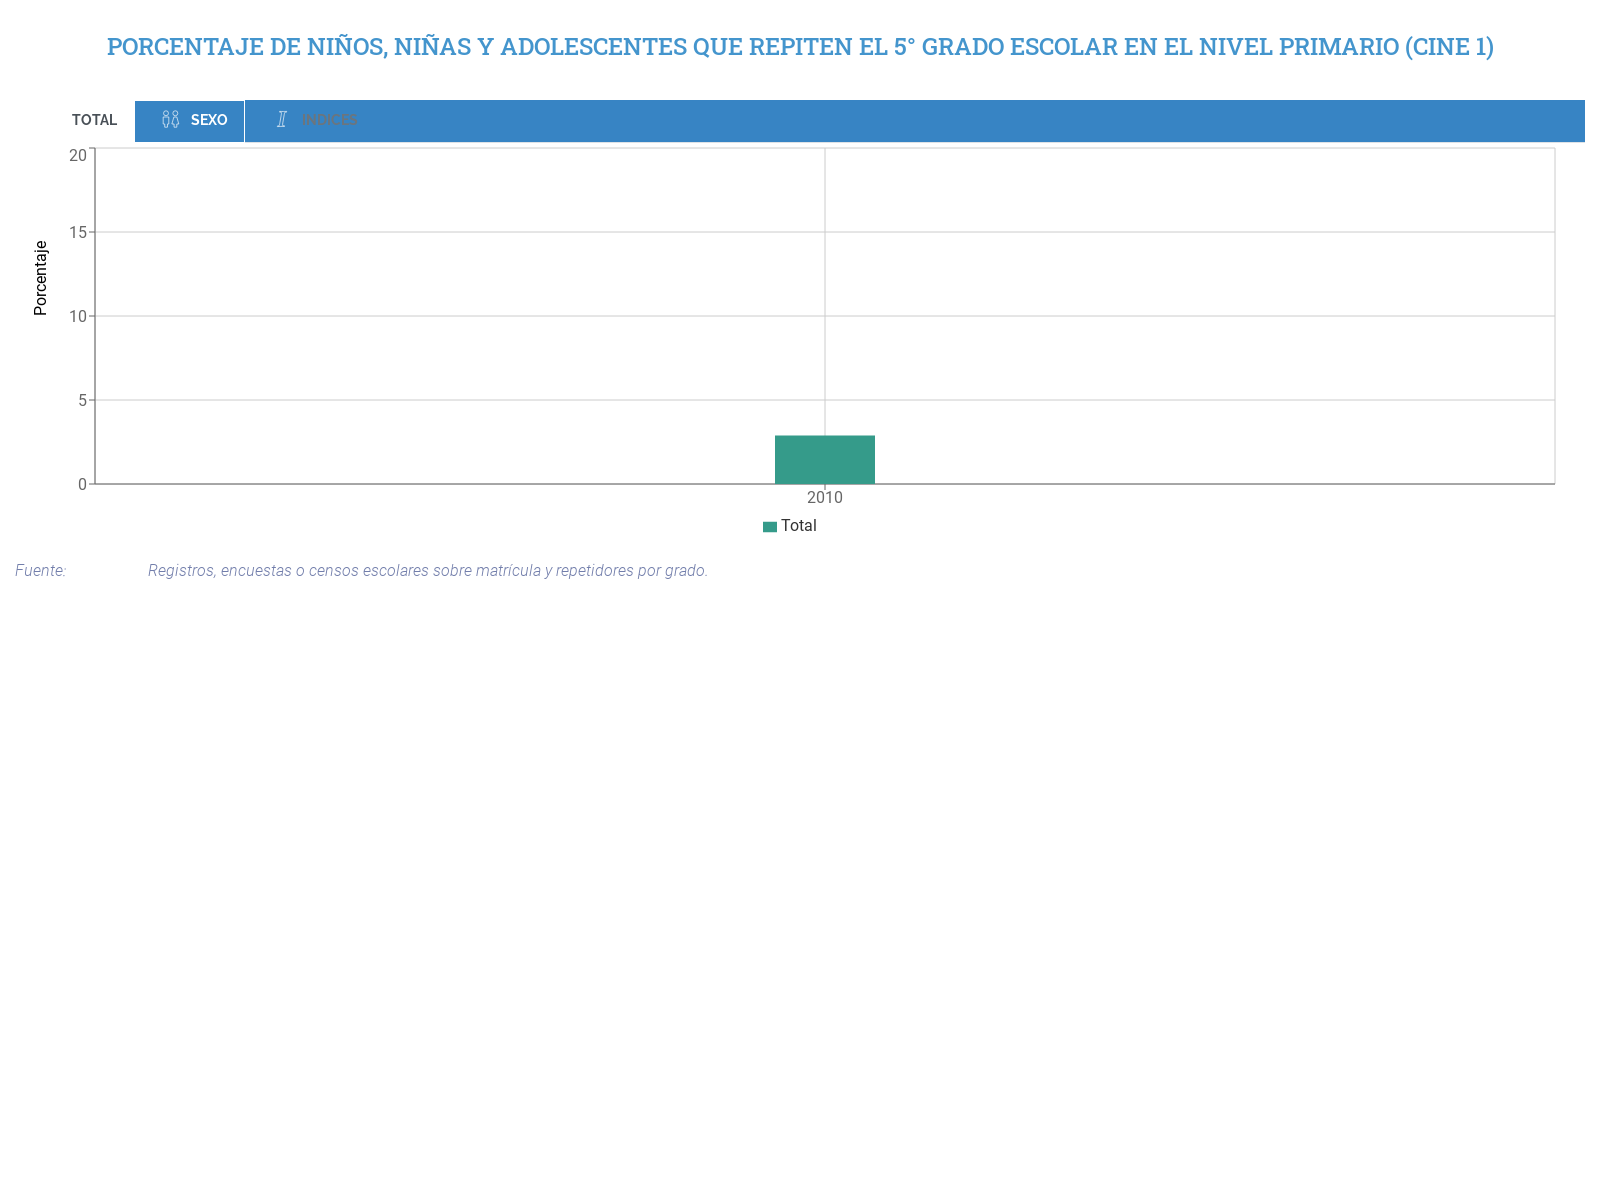 PORCENTAJE DE NIÑOS, NIÑAS Y ADOLESCENTES QUE REPITEN EL 5° GRADO ESCOLAR EN EL NIVEL PRIMARIO (CINE 1)
TOTAL SEXO INDICES
20
15
10
5
0
Porcentaje
2010
Total
Fuente: Registros, encuestas o censos escolares sobre matrícula y repetidores por grado.